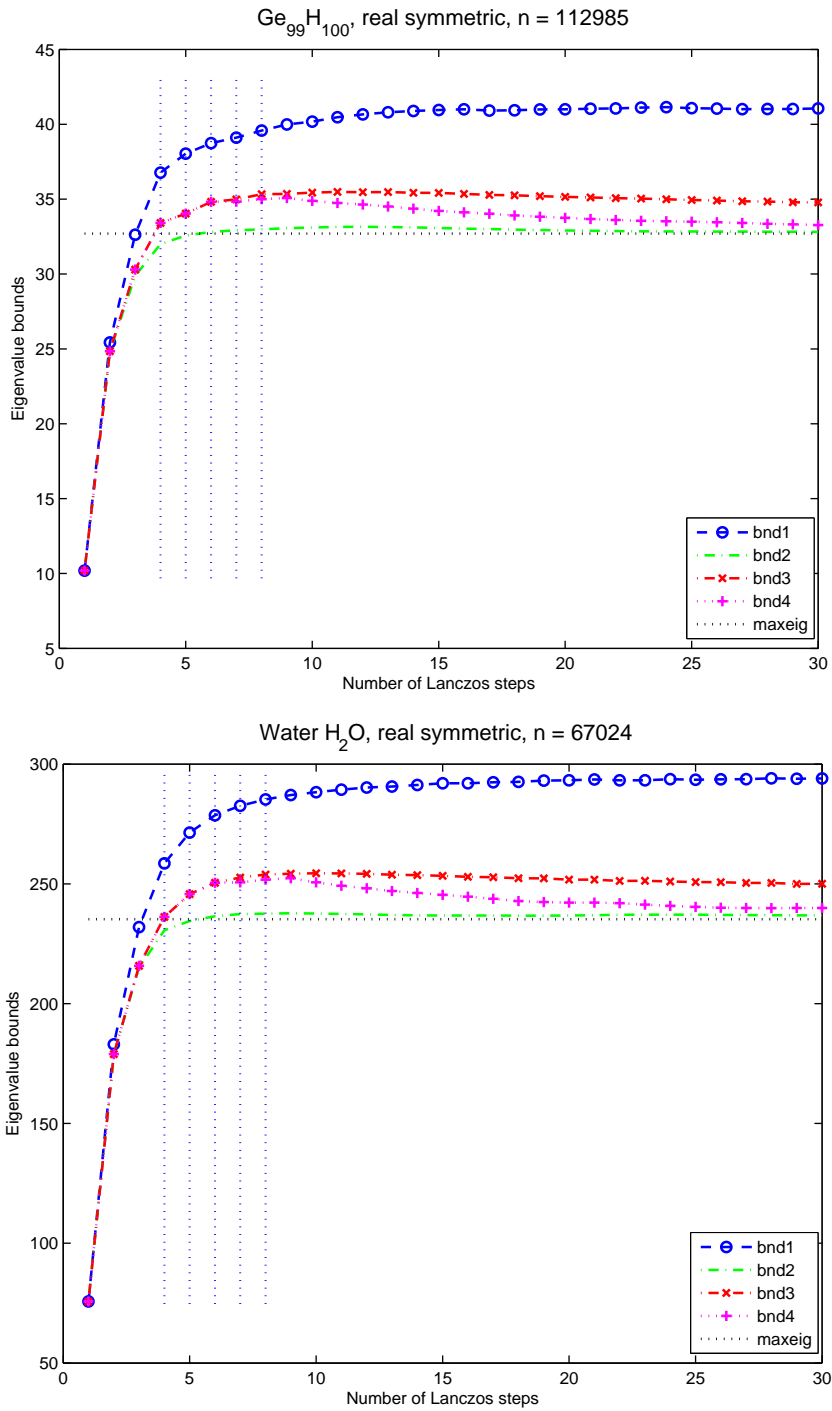 Ge99H100, real symmetric, n = 112985
45
40
35
30
25
20
15
10
5
Eigenvalue bounds
0
5
10
15
20
25
30
Number of Lanczos steps
bnd1
bnd2
bnd3
bnd4
maxeig
Water H2O, real symmetric, n = 67024
300
250
200
150
100
50
Eigenvalue bounds
0
5
10
15
20
25
30
Number of Lanczos steps
bnd1
bnd2
bnd3
bnd4
maxeig